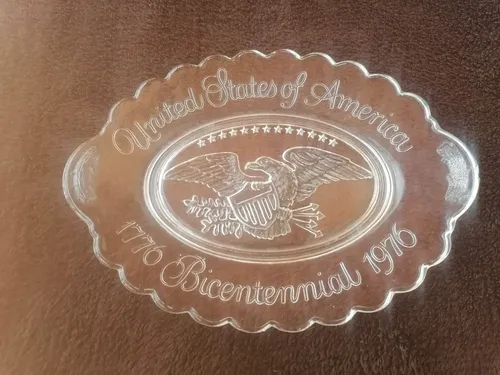 United States of America
1776 Bicentennial 1976